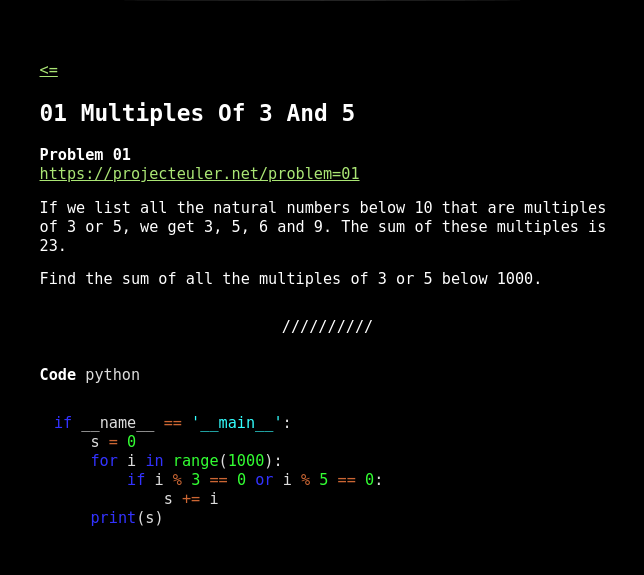 <=
01 Multiples Of 3 And 5
Problem 01
https://projecteuler.net/problem=01
If we list all the natural numbers below 10 that are multiples
of 3 or 5, we get 3, 5, 6 and 9. The sum of these multiples is
23.
Find the sum of all the multiples of 3 or 5 below 1000.
//////////
Code python
if __name__ == '__main__':
    s = 0
    for i in range(1000):
        if i % 3 == 0 or i % 5 == 0:
            s += i
    print(s)